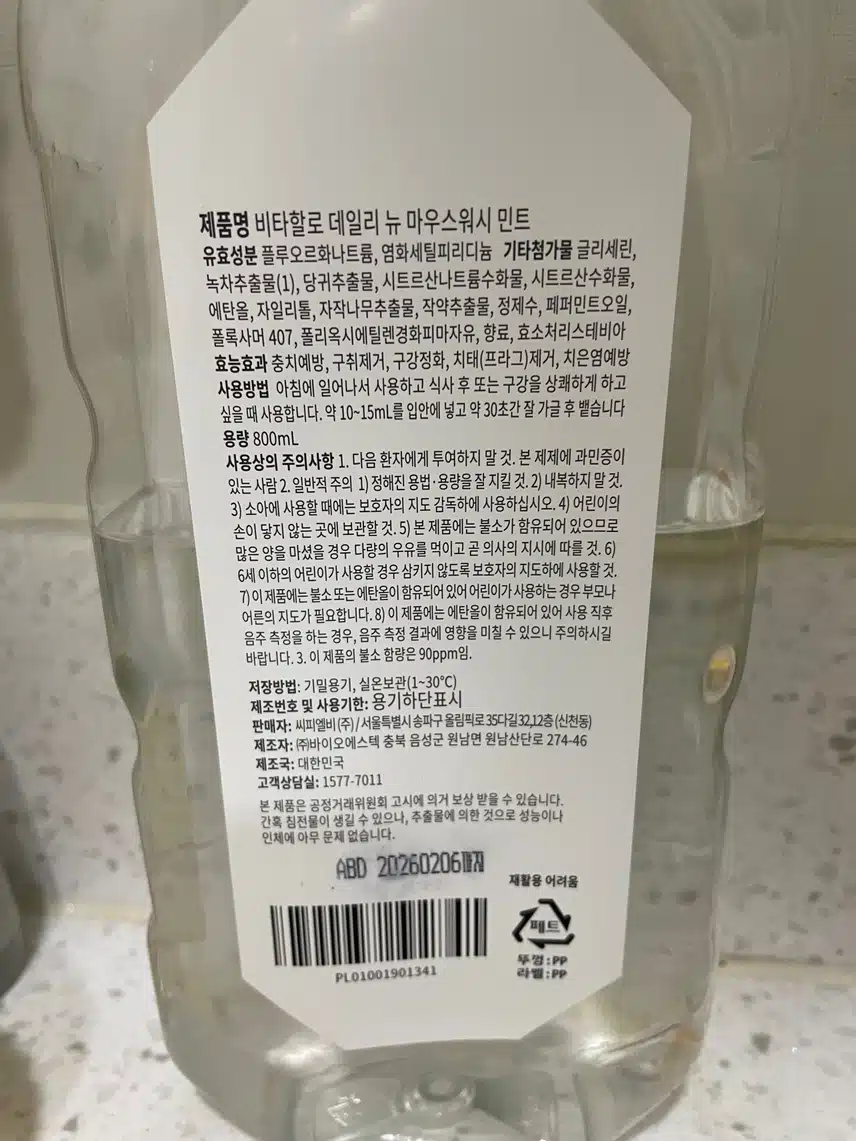 제품명 비타할로 데일리 뉴 마우스워시 민트
유효성분 플루오르화나트륨, 염화세틸피리디늄 기타첨가물 글리세린,
녹차추출물(1), 당귀추출물, 시트르산나트륨수화물, 시트르산수화물,
에탄올, 자일리톨, 자작나무추출물, 작약추출물, 정제수, 페퍼민트오일,
폴록사머 407, 폴리옥시에틸렌경화피마자유, 향료, 효소처리스테비아
효능효과 충치예방, 구취제거, 구강정화, 치태(프라그)제거, 치은염예방
사용방법 아침에 일어나서 사용하고 식사 후 또는 구강을 상쾌하게 하고
싶을 때 사용합니다. 약 10~15mL를 입안에 넣고 약 30초간 잘 가글 후 뱉습니다
용량 800mL
사용상의 주의사항 1. 다음 환자에게 투여하지 말 것. 본 제제에 과민증이
있는 사람 2. 일반적 주의 1) 정해진 용법·용량을 잘 지킬 것. 2) 내복하지 말 것.
3) 소아에 사용할 때에는 보호자의 지도 감독하에 사용하십시오. 4) 어린이의
손이 닿지 않는 곳에 보관할 것. 5) 본 제품에는 불소가 함유되어 있으므로
많은 양을 마셨을 경우 다량의 우유를 먹이고 곧 의사의 지시에 따를 것. 6)
6세 이하의 어린이가 사용할 경우 삼키지 않도록 보호자의 지도하에 사용할 것.
7) 이 제품에는 불소 또는 에탄올이 함유되어 있어 어린이가 사용하는 경우 부모나
어른의 지도가 필요합니다. 8) 이 제품에는 에탄올이 함유되어 있어 사용 직후
음주 측정을 하는 경우, 음주 측정 결과에 영향을 미칠 수 있으니 주의하시길
바랍니다. 3. 이 제품의 불소 함량은 90ppm임.
저장방법: 기밀용기, 실온보관(1~30℃)
제조번호 및 사용기한: 용기하단표시
판매자: 씨피엘비 (주) / 서울특별시 송파구 올림픽로 35다길 32, 12층 (신천동)
제조자: ㈜바이오에스텍 충북 음성군 원남면 원남산단로 274-46
제조국: 대한민국
고객상담실: 1577-7011
본 제품은 공정거래위원회 고시에 의거 보상 받을 수 있습니다.
간혹 침전물이 생길 수 있으나, 추출물에 의한 것으로 성능이나
인체에 아무 문제 없습니다.
ABD 20260206까지
재활용 어려움
페트
뚜껑 : PP
라벨 : PP
PL01001901341